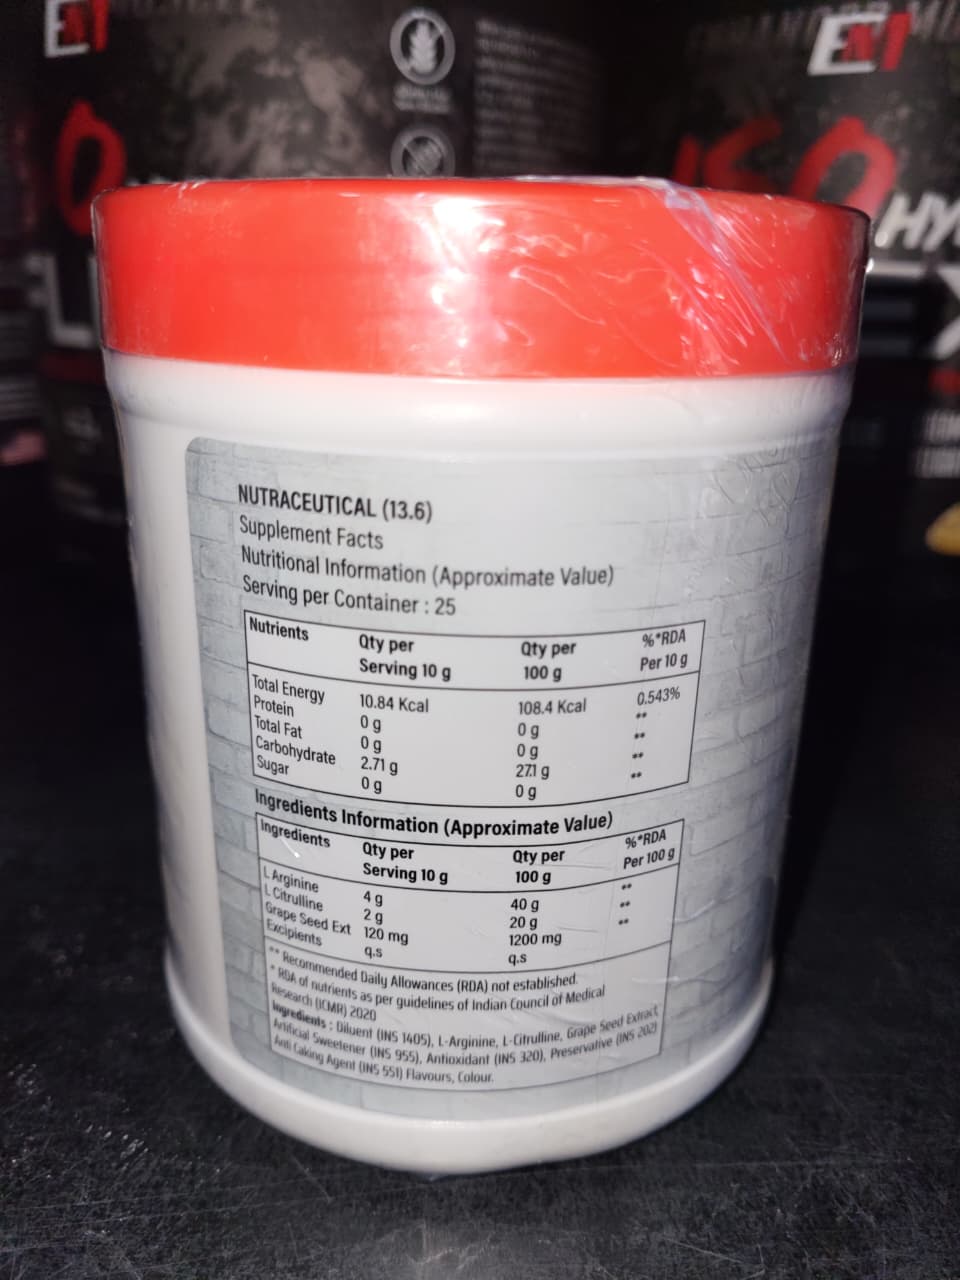 EN1
EN1
ISO
HY
NUTRACEUTICAL (13.6)
Supplement Facts
Nutritional Information (Approximate Value)
Serving per Container : 25
Nutrients Qty per Serving 10 g Qty per 100 g %*RDA Per 10 g
Total Energy 10.84 Kcal 108.4 Kcal 0.543%
Protein 0 g 0 g **
Total Fat 0 g 0 g **
Carbohydrate 2.71 g 27.1 g **
Sugar 0 g 0 g **
Ingredients Information (Approximate Value)
Ingredients Qty per Serving 10 g Qty per 100 g %*RDA Per 100 g
L Arginine 4 g 40 g **
L Citrulline 2 g 20 g **
Grape Seed Ext 120 mg 1200 mg **
Excipients q.s q.s
** Recommended Daily Allowances (RDA) not established.
* RDA of nutrients as per guidelines of Indian Council of Medical
Research (ICMR) 2020
Ingredients : Diluent (INS 1405), L-Arginine, L-Citrulline, Grape Seed Extract,
Artificial Sweetener (INS 955), Antioxidant (INS 320), Preservative (INS 202)
Anti Caking Agent (INS 551) Flavours, Colour.